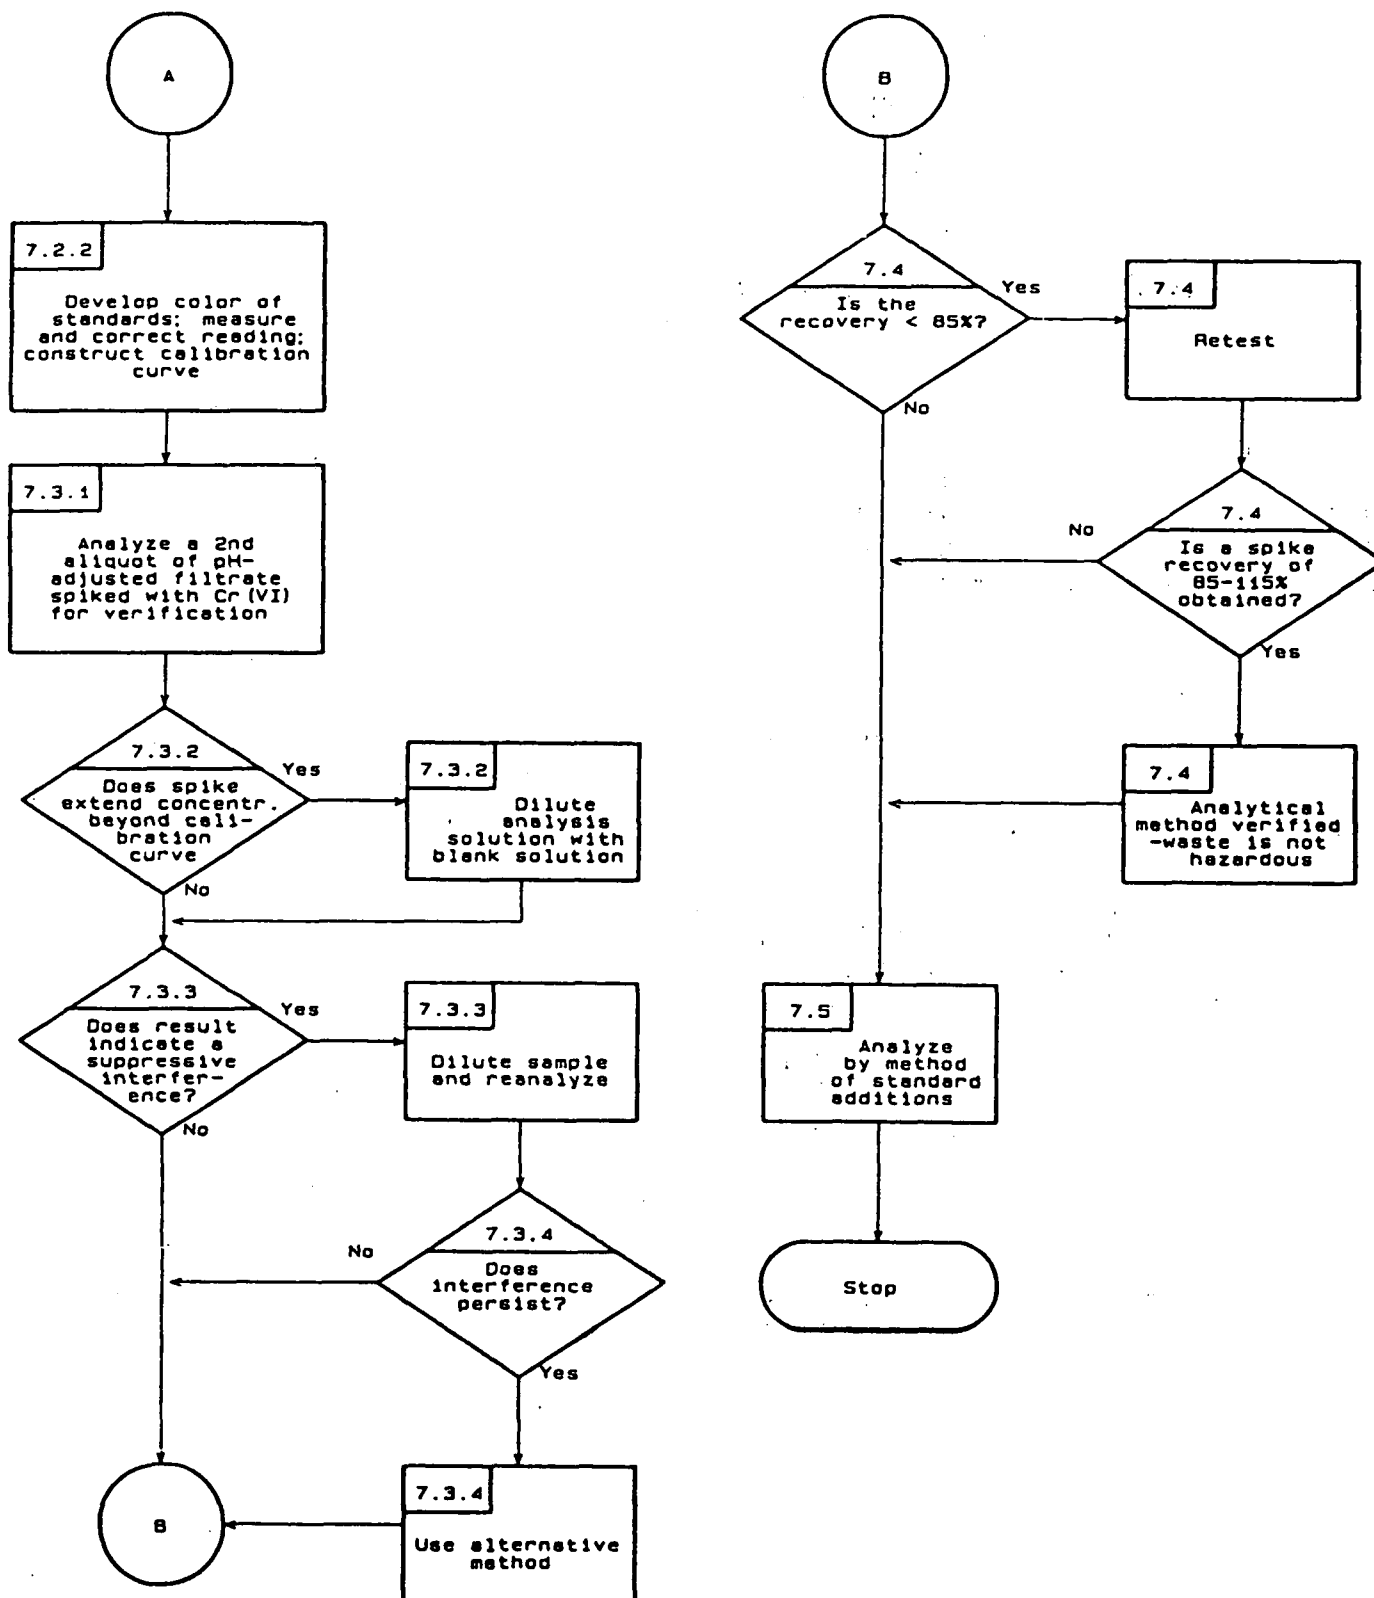 A
7.2.2
Develop color of
standards; measure
and correct reading;
construct calibration
curve
7.3.1
Analyze a 2nd
aliquot of pH-
adjusted filtrate
spiked with Cr(VI)
for verification
7.3.2
Does spike
extend concentr.
beyond cali-
bration
curve
Yes
No
7.3.2
Dilute
analysis
solution with
blank solution
7.3.3
Does result
indicate a
suppressive
interfer-
ence?
Yes
No
7.3.3
Dilute sample
and reanalyze
7.3.4
Does
interference
persist?
No
Yes
7.3.4
Use alternative
method
B
B
7.4
Is the
recovery < 85%?
Yes
No
7.4
Retest
7.4
Is a spike
recovery of
85-115%
obtained?
No
Yes
7.4
Analytical
method verified
-waste is not
hazardous
7.5
Analyze
by method
of standard
additions
Stop